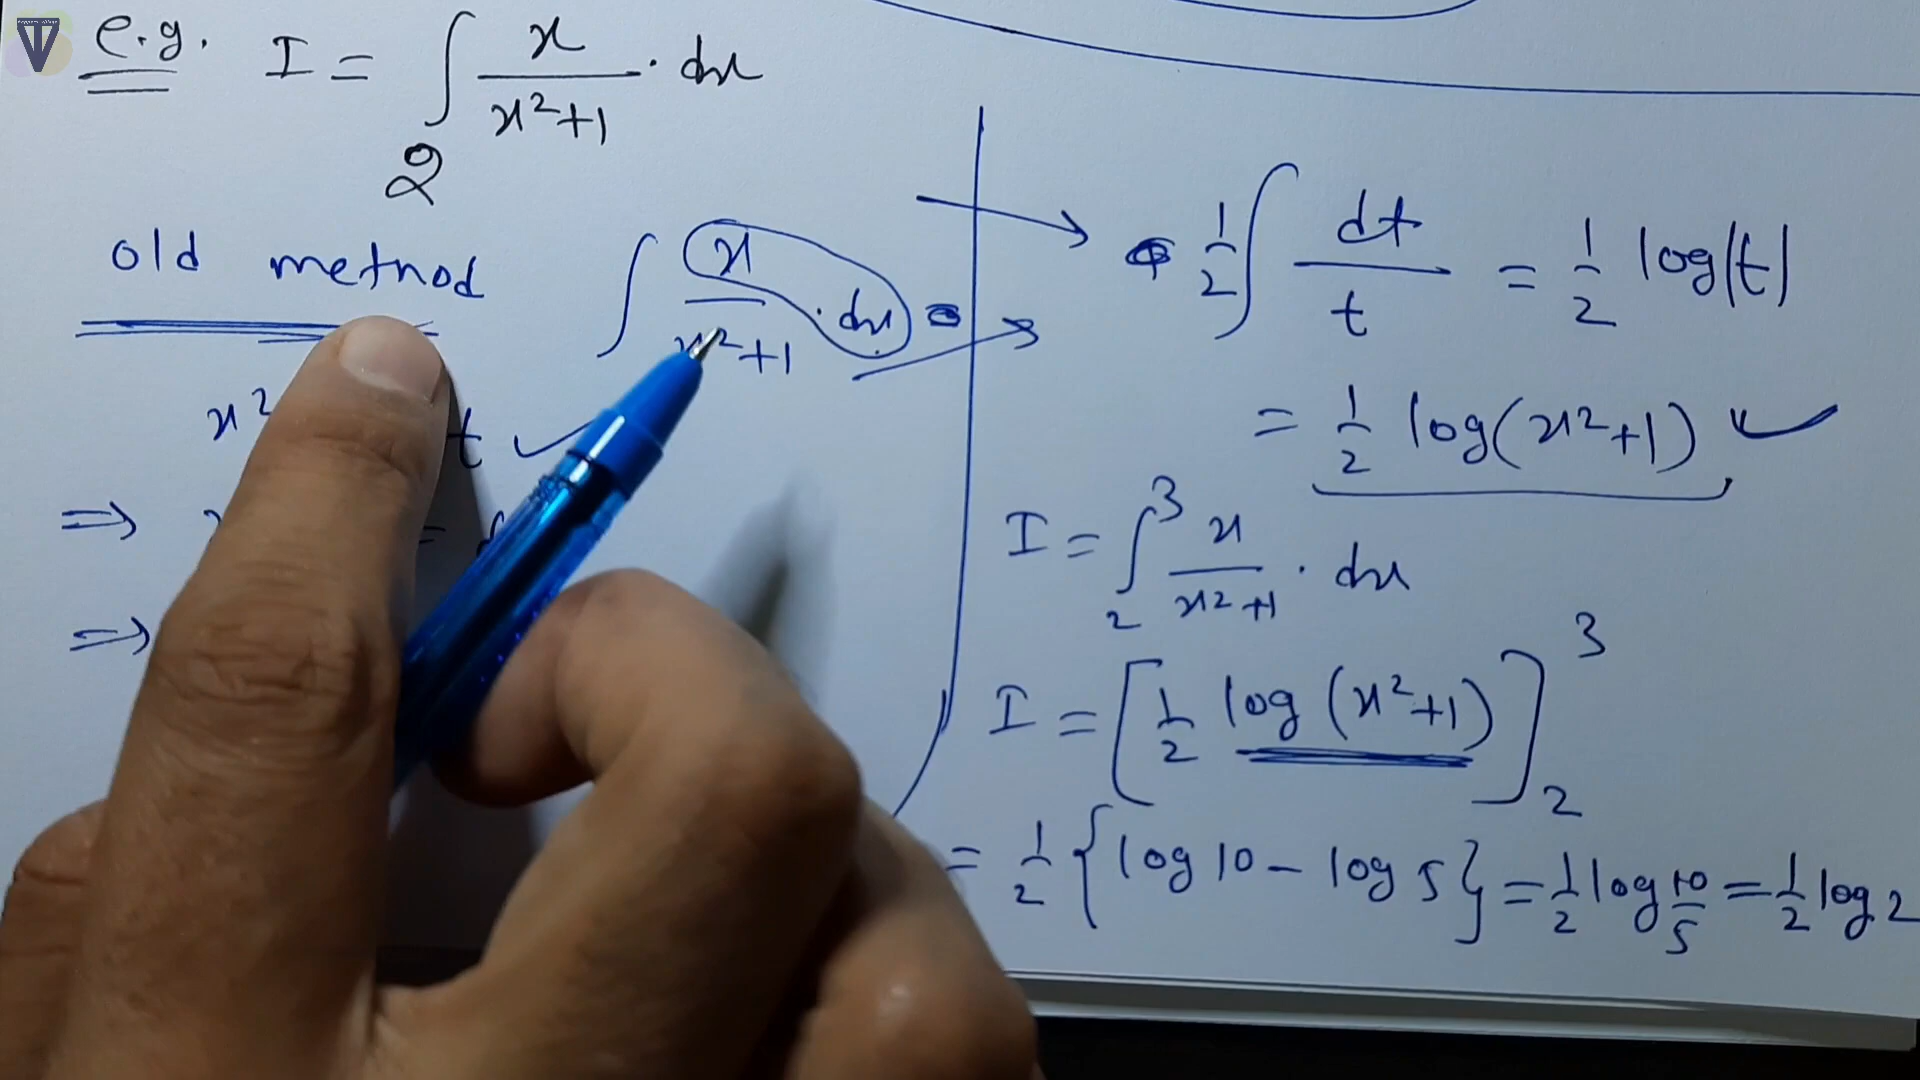 e.g. I = ∫₂ x/(x²+1) · dx
old method ∫ x/(x²+1) · dx =
x² t ✓
⇒ =
⇒
1/2 ∫ dt/t = 1/2 log(t)
= 1/2 log(x²+1) ✓
I = ∫₂³ x/(x²+1) · dx
I = [1/2 log (x²+1)]₂³
= 1/2 {log 10 - log 5} = 1/2 log 10/5 = 1/2 log 2